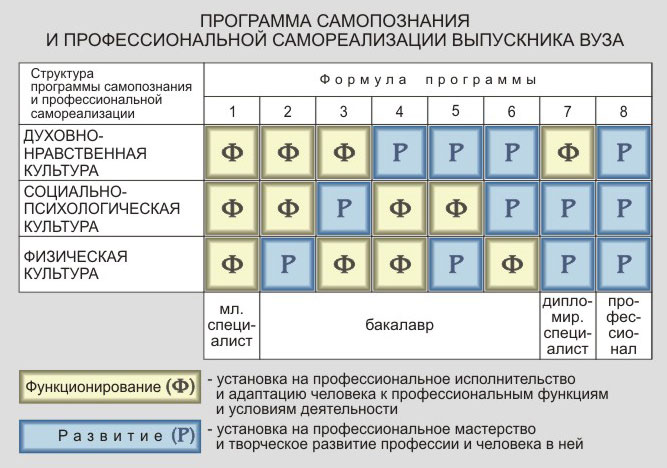 ПРОГРАММА САМОПОЗНАНИЯ
И ПРОФЕССИОНАЛЬНОЙ САМОРЕАЛИЗАЦИИ ВЫПУСКНИКА ВУЗА
Структура
программы самопознания
и профессиональной
самореализации
Формула программы
1 2 3 4 5 6 7 8
ДУХОВНО-
НРАВСТВЕННАЯ
КУЛЬТУРА
Ф Ф Ф Р Р Р Ф Р
СОЦИАЛЬНО-
ПСИХОЛОГИЧЕСКАЯ
КУЛЬТУРА
Ф Ф Р Ф Ф Р Р Р
ФИЗИЧЕСКАЯ
КУЛЬТУРА
Ф Р Ф Ф Р Ф Р Р
мл.
специ-
алист
бакалавр
дипло-
мир.
специ-
алист
про-
фес-
сио-
нал
Функционирование (Ф)
- установка на профессиональное исполнительство
и адаптацию человека к профессиональным функциям
и условиям деятельности
Развитие (Р)
- установка на профессиональное мастерство
и творческое развитие профессии и человека в ней